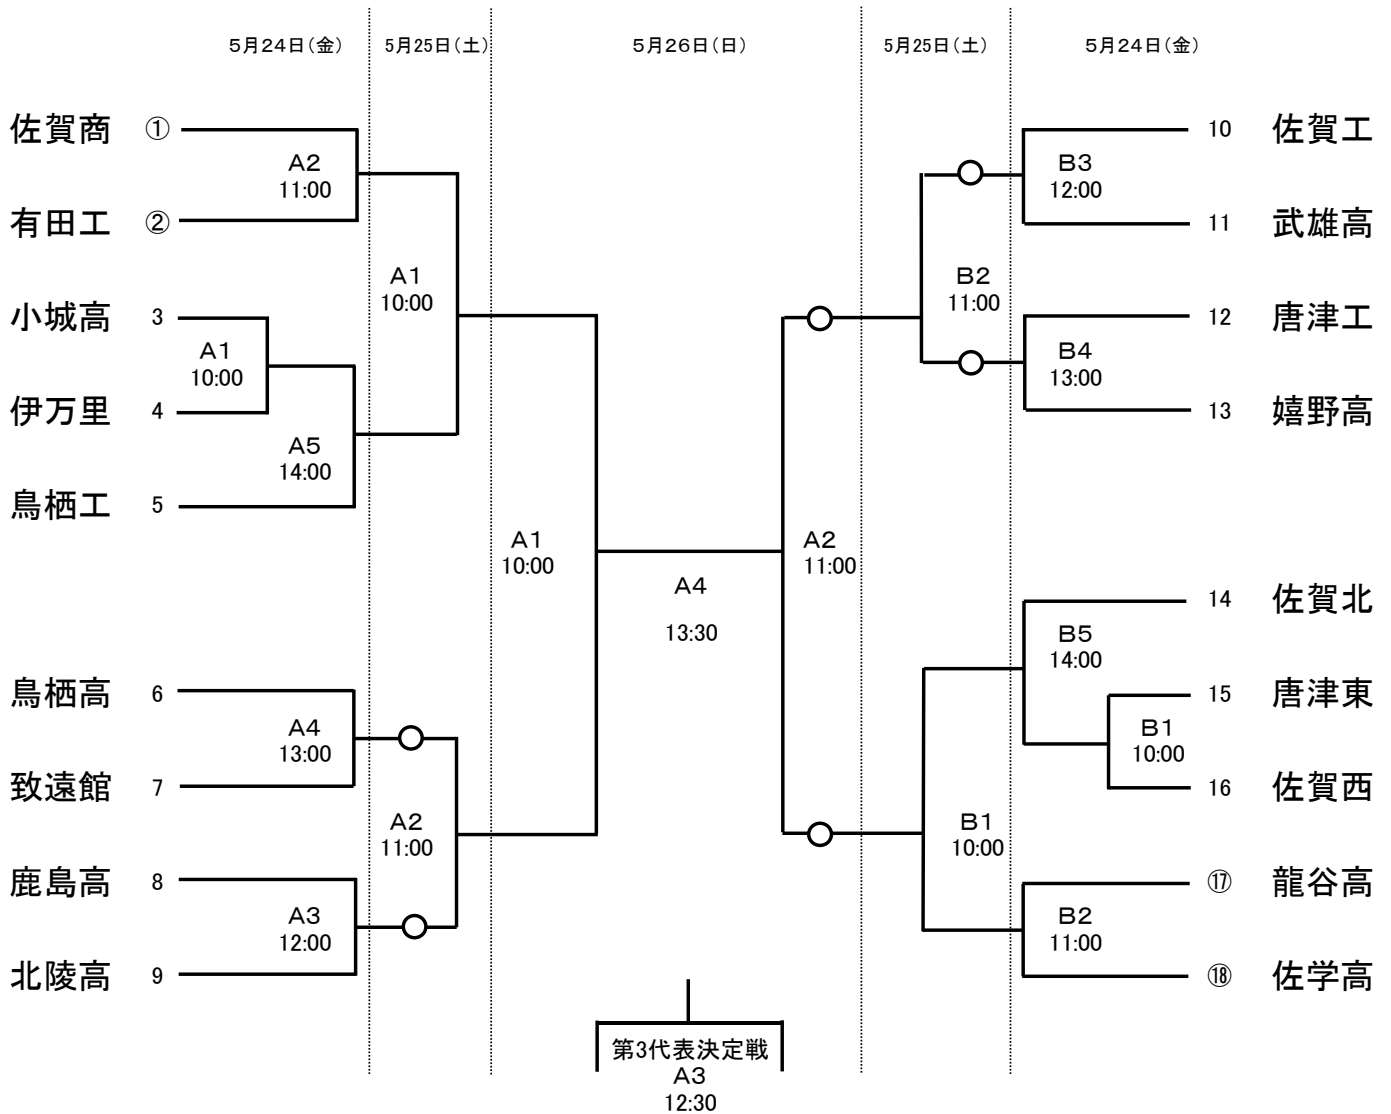 5月24日(金) 5月25日(土) 5月26日(日) 5月25日(土) 5月24日(金)
佐賀商 ①
A2
11:00
有田工 ②
小城高 3
A1
10:00
伊万里 4
A5
14:00
鳥栖工 5
A1
10:00
鳥栖高 6
A4
13:00
致遠館 7
鹿島高 8
A3
12:00
北陵高 9
A2
11:00
A1
10:00
A4
13:30
A2
11:00
10 佐賀工
B3
12:00
11 武雄高
B2
11:00
12 唐津工
B4
13:00
13 嬉野高
14 佐賀北
B5
14:00
15 唐津東
B1
10:00
16 佐賀西
B1
10:00
⑰ 龍谷高
B2
11:00
⑱ 佐学高
第3代表決定戦
A3
12:30